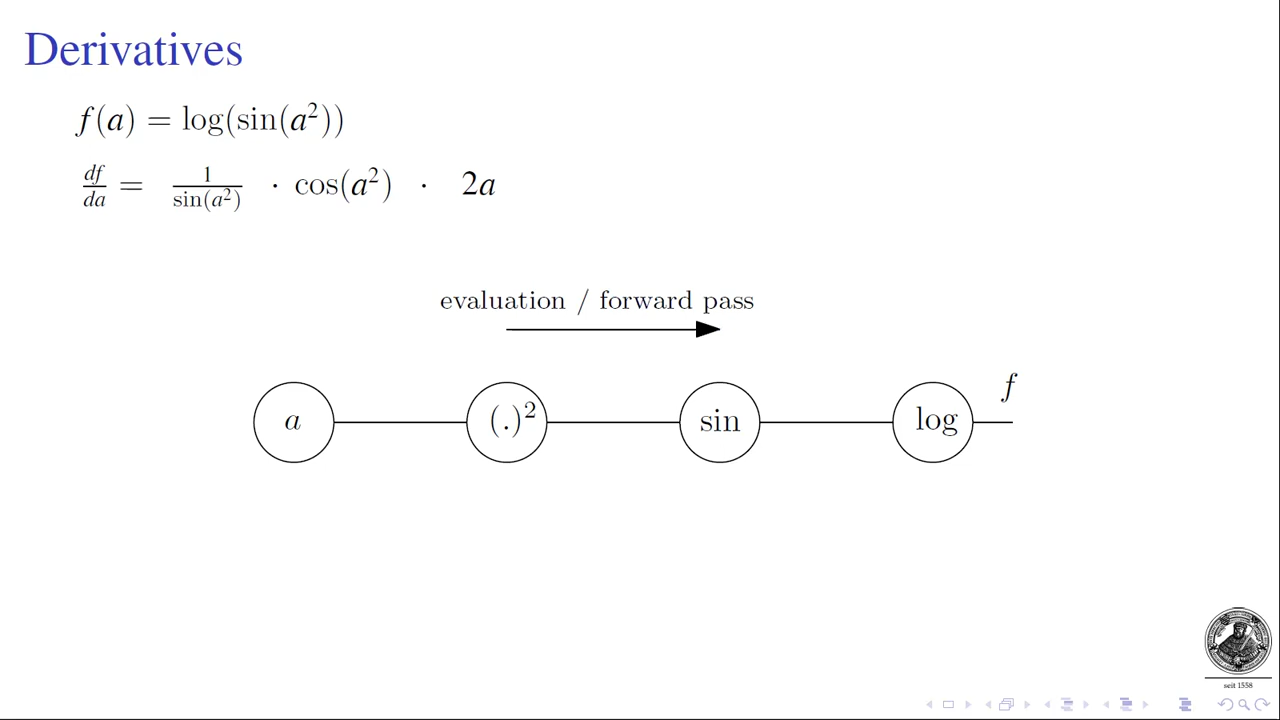 Derivatives
f(a) = log(sin(a²))
df/da = 1/sin(a²) · cos(a²) · 2a
evaluation / forward pass
f
a (.)² sin log
seit 1558